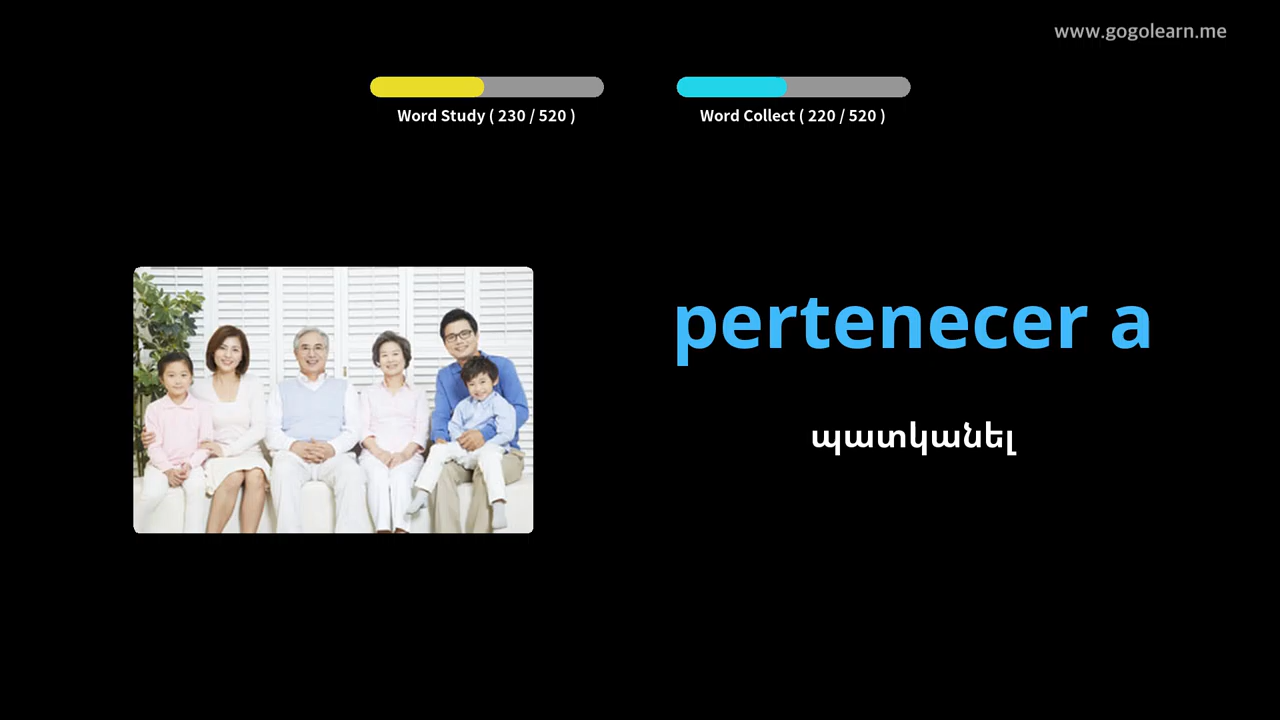 www.gogolearn.me
Word Study ( 230 / 520 )
Word Collect ( 220 / 520 )
pertenecer a
պատկանել